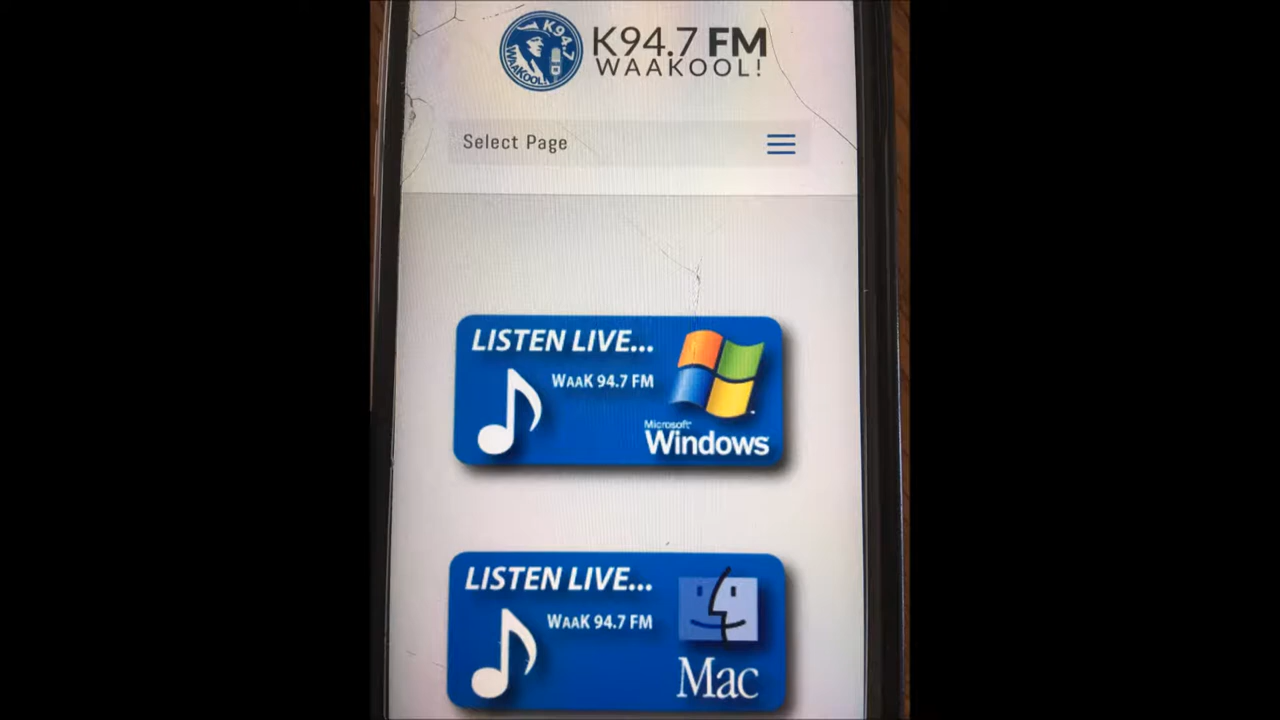 K94.7
WAAKOOL!
K94.7 FM
WAAKOOL!
Select Page
LISTEN LIVE...
WAAK 94.7 FM
Microsoft
Windows
LISTEN LIVE...
WAAK 94.7 FM
Mac